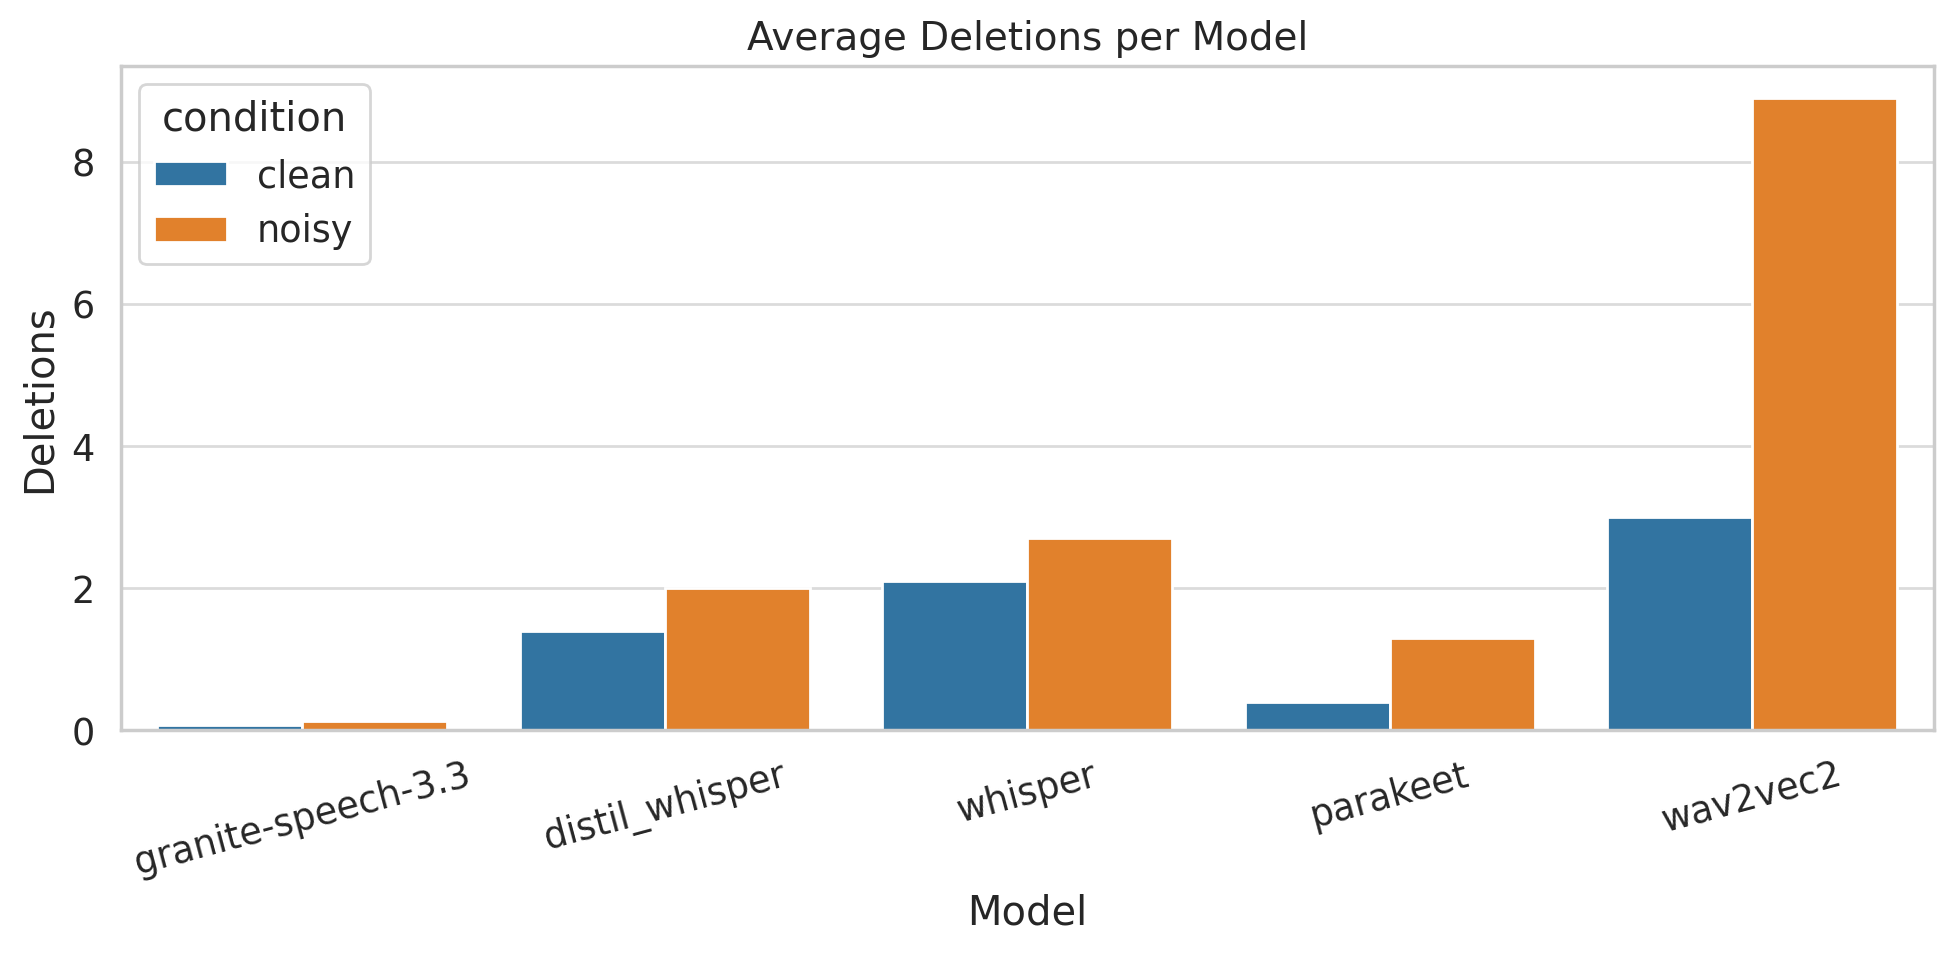 Average Deletions per Model
condition
clean
noisy
Deletions
8
6
4
2
0
granite-speech-3.3
distil_whisper
whisper
parakeet
wav2vec2
Model